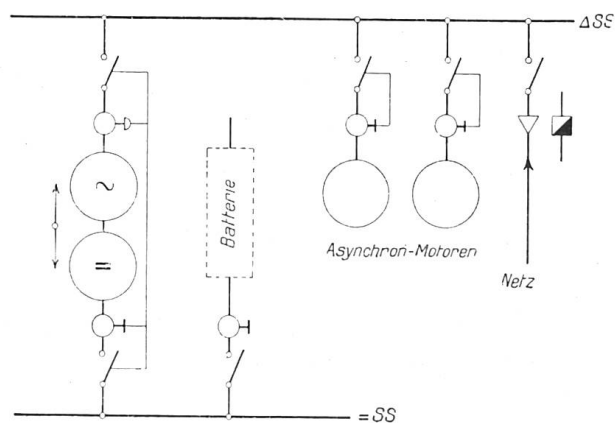 ΔSS
~
=
Batterie
Asynchron-Motoren
Netz
=SS